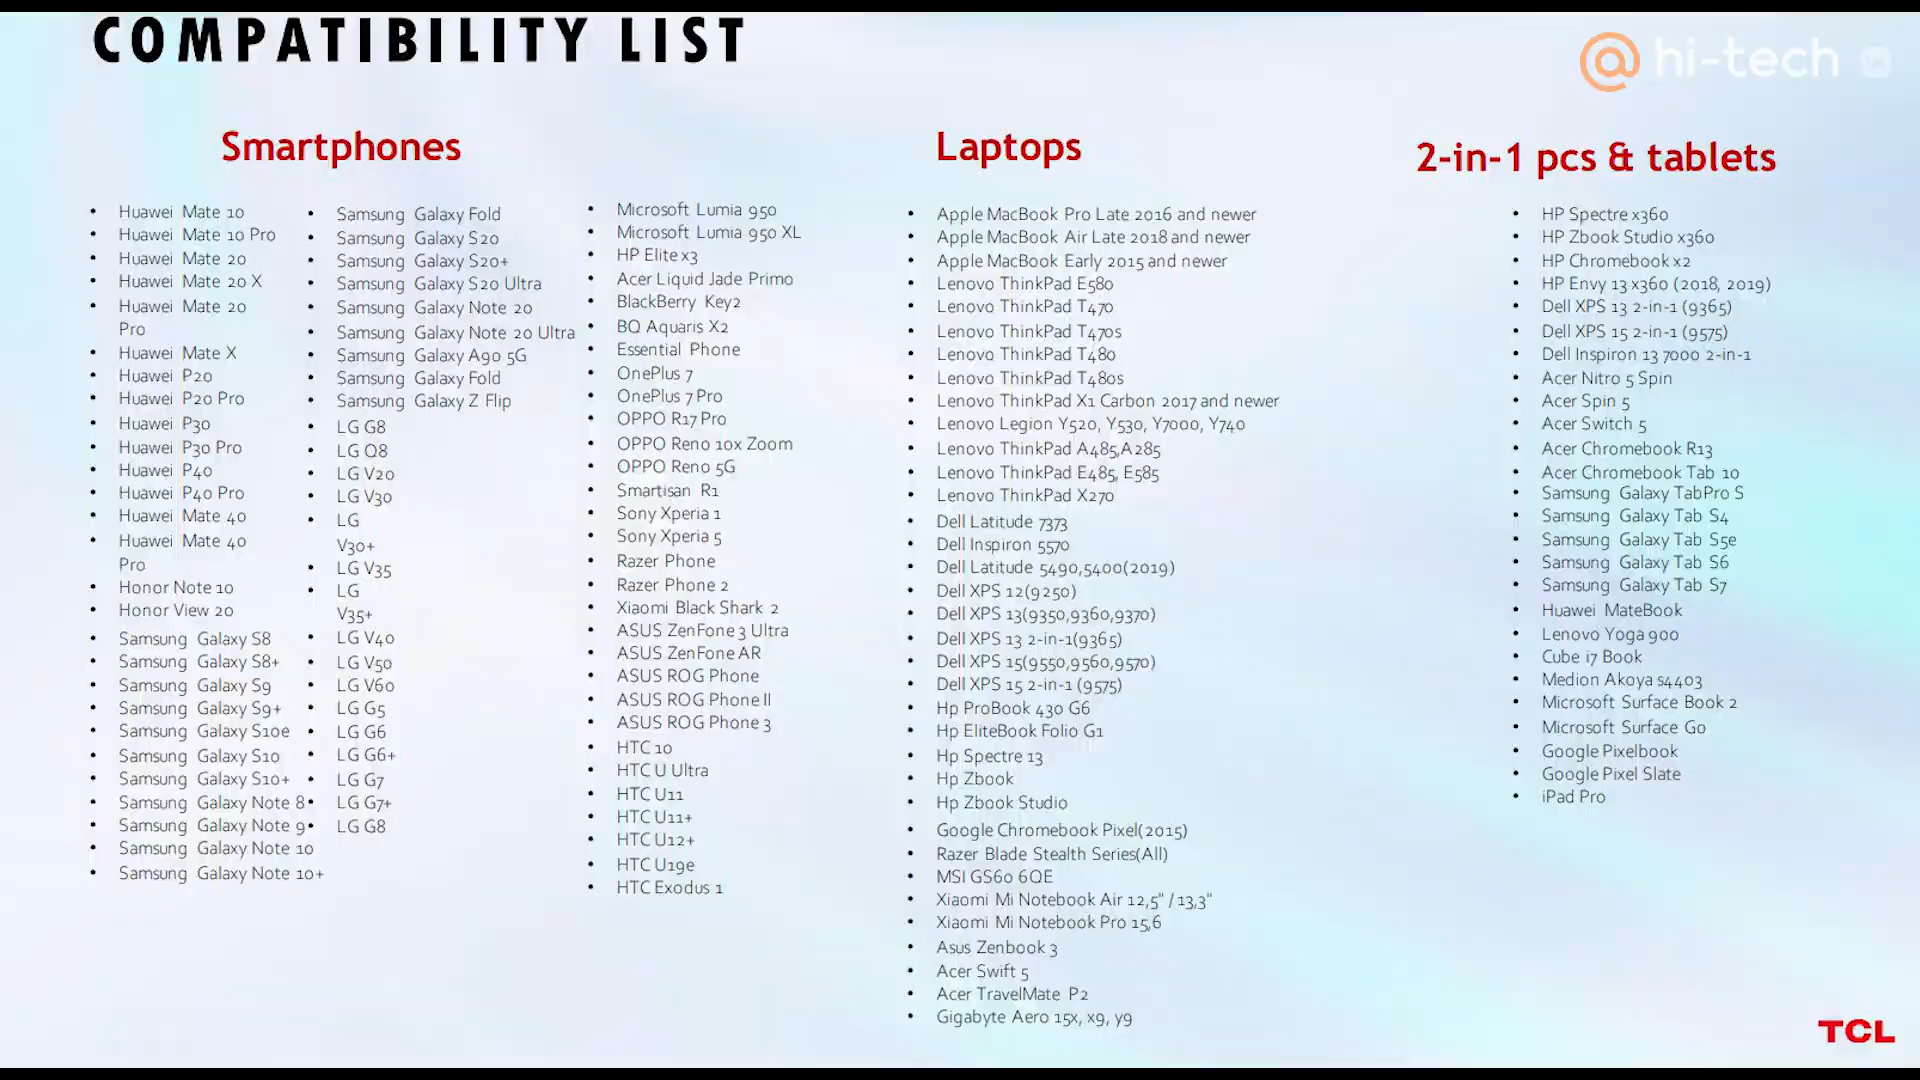 COMPATIBILITY LIST
@hi-tech
Smartphones
• Huawei Mate 10
• Huawei Mate 10 Pro
• Huawei Mate 20
• Huawei Mate 20 X
• Huawei Mate 20
Pro
• Huawei Mate X
• Huawei P20
• Huawei P20 Pro
• Huawei P30
• Huawei P30 Pro
• Huawei P40
• Huawei P40 Pro
• Huawei Mate 40
• Huawei Mate 40
Pro
• Honor Note 10
• Honor View 20
• Samsung Galaxy S8
• Samsung Galaxy S8+
• Samsung Galaxy S9
• Samsung Galaxy S9+
• Samsung Galaxy S10e
• Samsung Galaxy S10
• Samsung Galaxy S10+
• Samsung Galaxy Note 8
• Samsung Galaxy Note 9
• Samsung Galaxy Note 10
• Samsung Galaxy Note 10+
• Samsung Galaxy Fold
• Samsung Galaxy S20
• Samsung Galaxy S20+
• Samsung Galaxy S20 Ultra
• Samsung Galaxy Note 20
• Samsung Galaxy Note 20 Ultra
• Samsung Galaxy A90 5G
• Samsung Galaxy Fold
• Samsung Galaxy Z Flip
• LG G8
• LG Q8
• LG V20
• LG V30
• LG
V30+
• LG V35
• LG
V35+
• LG V40
• LG V50
• LG V60
• LG G5
• LG G6
• LG G6+
• LG G7
• LG G7+
• LG G8
• Microsoft Lumia 950
• Microsoft Lumia 950 XL
• HP Elite x3
• Acer Liquid Jade Primo
• BlackBerry Key2
• BQ Aquaris X2
• Essential Phone
• OnePlus 7
• OnePlus 7 Pro
• OPPO R17 Pro
• OPPO Reno 10x Zoom
• OPPO Reno 5G
• Smartisan R1
• Sony Xperia 1
• Sony Xperia 5
• Razer Phone
• Razer Phone 2
• Xiaomi Black Shark 2
• ASUS ZenFone 3 Ultra
• ASUS ZenFone AR
• ASUS ROG Phone
• ASUS ROG Phone II
• ASUS ROG Phone 3
• HTC 10
• HTC U Ultra
• HTC U11
• HTC U11+
• HTC U12+
• HTC U19e
• HTC Exodus 1
Laptops
• Apple MacBook Pro Late 2016 and newer
• Apple MacBook Air Late 2018 and newer
• Apple MacBook Early 2015 and newer
• Lenovo ThinkPad E580
• Lenovo ThinkPad T470
• Lenovo ThinkPad T470s
• Lenovo ThinkPad T480
• Lenovo ThinkPad T480s
• Lenovo ThinkPad X1 Carbon 2017 and newer
• Lenovo Legion Y520, Y530, Y7000, Y740
• Lenovo ThinkPad A485,A285
• Lenovo ThinkPad E485, E585
• Lenovo ThinkPad X270
• Dell Latitude 7373
• Dell Inspiron 5570
• Dell Latitude 5490,5400(2019)
• Dell XPS 12(9250)
• Dell XPS 13(9350,9360,9370)
• Dell XPS 13 2-in-1(9365)
• Dell XPS 15(9550,9560,9570)
• Dell XPS 15 2-in-1 (9575)
• Hp ProBook 430 G6
• Hp EliteBook Folio G1
• Hp Spectre 13
• Hp Zbook
• Hp Zbook Studio
• Google Chromebook Pixel(2015)
• Razer Blade Stealth Series(All)
• MSI GS60 6QE
• Xiaomi Mi Notebook Air 12,5" / 13,3"
• Xiaomi Mi Notebook Pro 15,6
• Asus Zenbook 3
• Acer Swift 5
• Acer TravelMate P2
• Gigabyte Aero 15x, x9, y9
2-in-1 pcs & tablets
• HP Spectre x360
• HP Zbook Studio x360
• HP Chromebook x2
• HP Envy 13 x360 (2018, 2019)
• Dell XPS 13 2-in-1 (9365)
• Dell XPS 15 2-in-1 (9575)
• Dell Inspiron 13 7000 2-in-1
• Acer Nitro 5 Spin
• Acer Spin 5
• Acer Switch 5
• Acer Chromebook R13
• Acer Chromebook Tab 10
• Samsung Galaxy TabPro S
• Samsung Galaxy Tab S4
• Samsung Galaxy Tab S5e
• Samsung Galaxy Tab S6
• Samsung Galaxy Tab S7
• Huawei MateBook
• Lenovo Yoga 900
• Cube i7 Book
• Medion Akoya s4403
• Microsoft Surface Book 2
• Microsoft Surface Go
• Google Pixelbook
• Google Pixel Slate
• iPad Pro
TCL